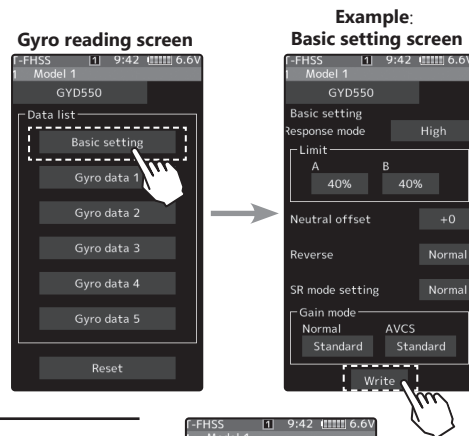 Gyro reading screen
T-FHSS 1 9:42 6.6V
1 Model 1
GYD550
Data list
Basic setting
Gyro data 1
Gyro data 2
Gyro data 3
Gyro data 4
Gyro data 5
Reset
Example:
Basic setting screen
T-FHSS 1 9:42 6.6V
1 Model 1
GYD550
Basic setting
Response mode High
Limit
A B
40% 40%
Neutral offset +0
Reverse Normal
SR mode setting Normal
Gain mode
Normal AVCS
Standard Standard
Write
T-FHSS 1 9:42 6.6V